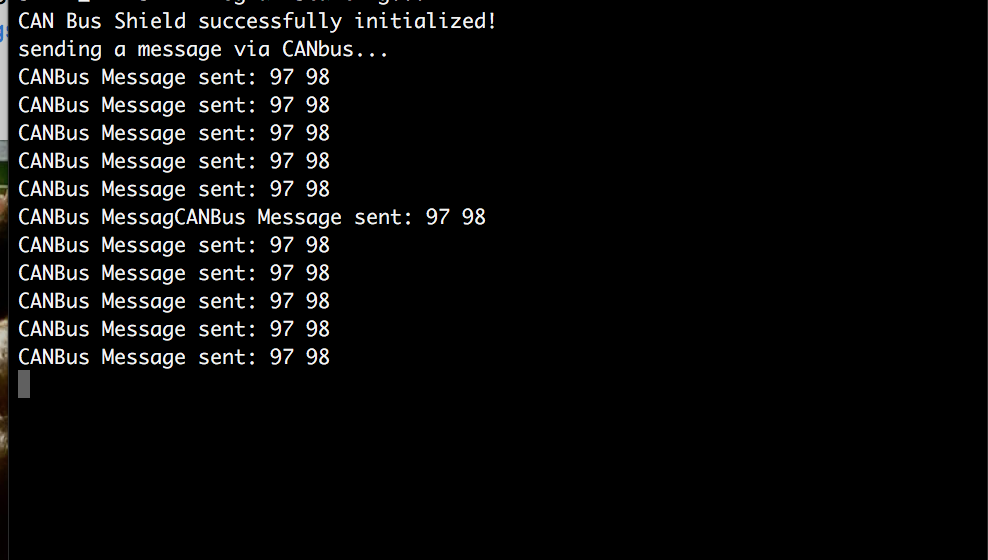 CAN Bus Shield successfully initialized!
sending a message via CANbus...
CANBus Message sent: 97 98
CANBus Message sent: 97 98
CANBus Message sent: 97 98
CANBus Message sent: 97 98
CANBus Message sent: 97 98
CANBus MessagCANBus Message sent: 97 98
CANBus Message sent: 97 98
CANBus Message sent: 97 98
CANBus Message sent: 97 98
CANBus Message sent: 97 98
CANBus Message sent: 97 98